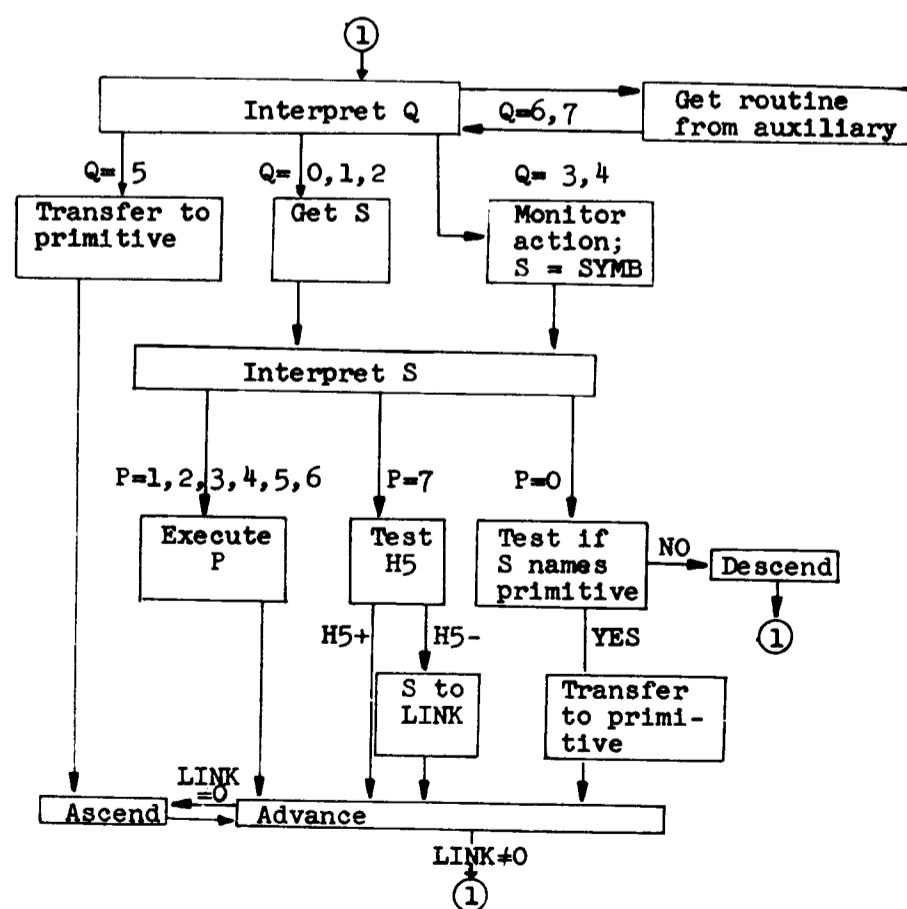 1
Interpret Q
Q=6,7
Get routine
from auxiliary
Q= 5
Q= 0,1,2
Q= 3,4
Transfer to
primitive
Get S
Monitor
action;
S = SYMB
Interpret S
P=1,2,3,4,5,6
P=7
P=0
Execute
P
Test
H5
Test if
S names
primitive
NO
Descend
1
H5+
H5-
YES
S to
LINK
Transfer
to primi-
tive
LINK
=0
Ascend
Advance
LINK≠0
1